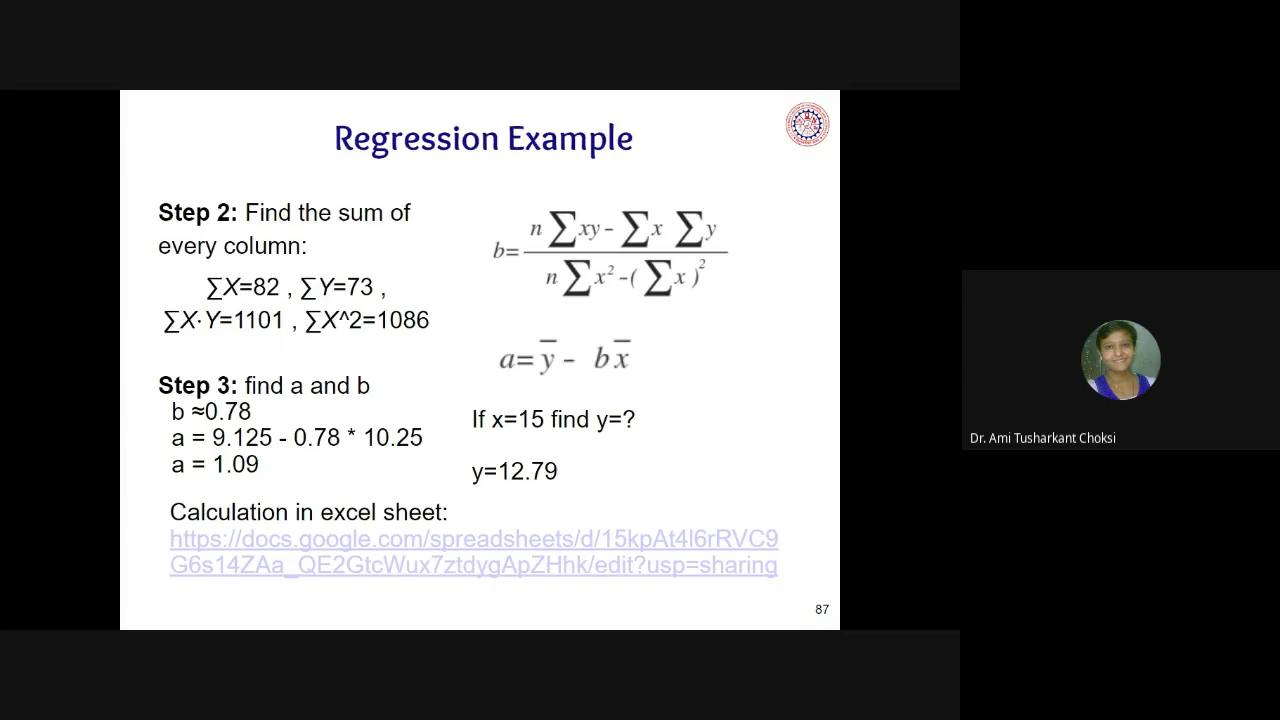 Regression Example
Step 2: Find the sum of
every column:
∑X=82 , ∑Y=73 ,
∑X·Y=1101 , ∑X^2=1086
b= n∑xy- ∑x ∑y / n∑x²-(∑x)²
a= y̅ - b x̅
Step 3: find a and b
b ≈0.78
a = 9.125 - 0.78 * 10.25
a = 1.09
If x=15 find y=?
y=12.79
Calculation in excel sheet:
https://docs.google.com/spreadsheets/d/15kpAt4l6rRVC9
G6s14ZAa_QE2GtcWux7ztdygApZHhk/edit?usp=sharing
87
Dr. Ami Tusharkant Choksi